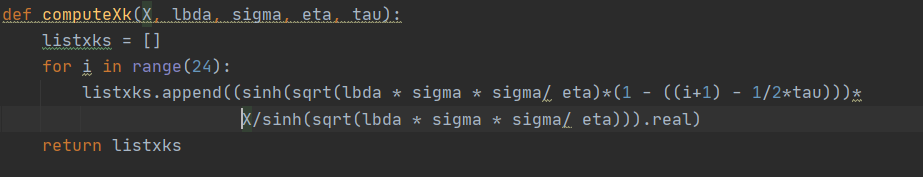 def computeXk(X, lbda, sigma, eta, tau):
listxks = []
for i in range(24):
listxks.append((sinh(sqrt(lbda * sigma * sigma/ eta)*(1 - ((i+1) - 1/2*tau)))*
X/sinh(sqrt(lbda * sigma * sigma/ eta))).real)
return listxks